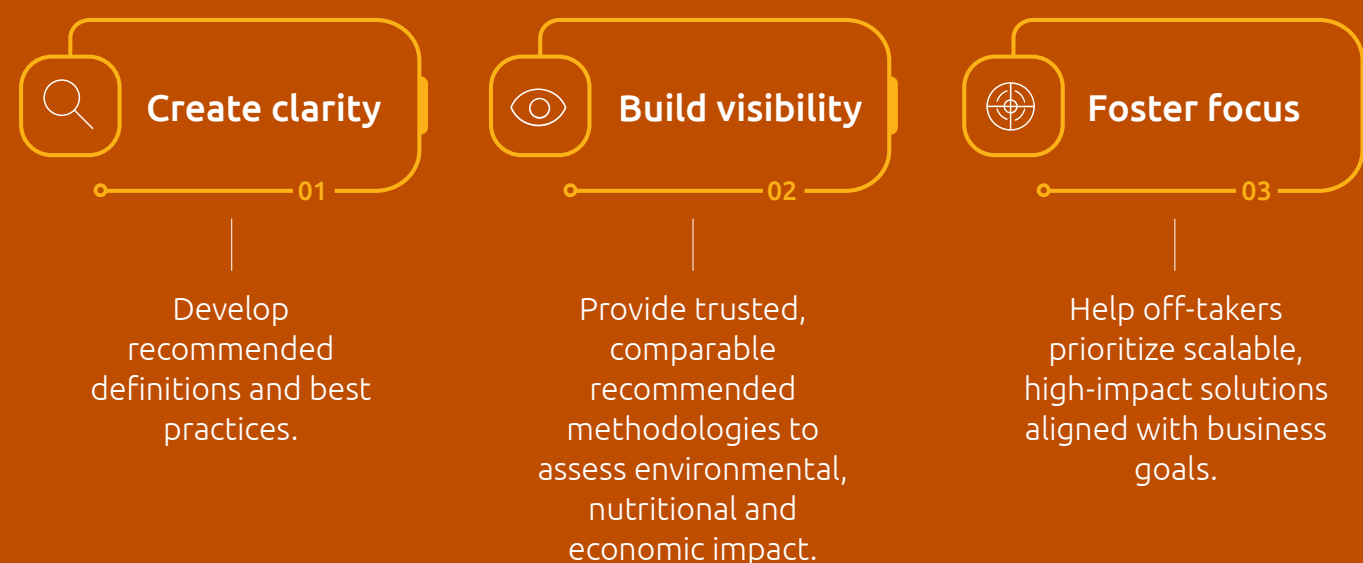 Create clarity
01
Develop
recommended
definitions and best
practices.
Build visibility
02
Provide trusted,
comparable
recommended
methodologies to
assess environmental,
nutritional and
economic impact.
Foster focus
03
Help off-takers
prioritize scalable,
high-impact solutions
aligned with business
goals.